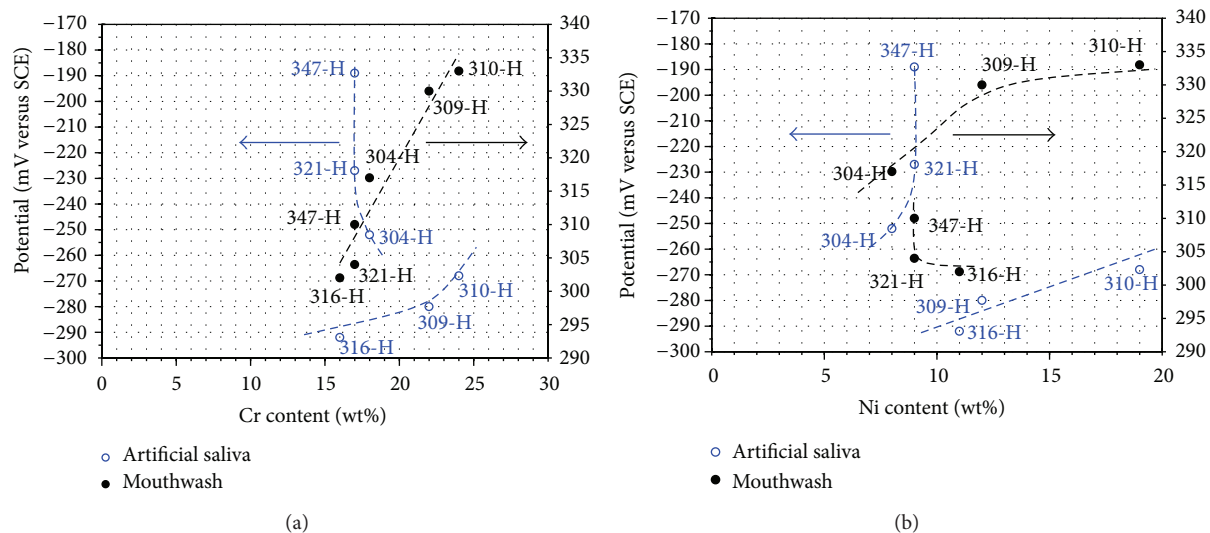 −170
−180
−190
−200
−210
−220
−230
−240
−250
−260
−270
−280
−290
−300
Potential (mV versus SCE)
340
335
330
325
320
315
310
305
300
295
290
347-H
310-H
309-H
304-H
321-H
347-H
304-H
321-H
316-H
310-H
309-H
316-H
0 5 10 15 20 25 30
Cr content (wt%)
Artificial saliva
Mouthwash
(a)
−170
−180
−190
−200
−210
−220
−230
−240
−250
−260
−270
−280
−290
−300
Potential (mV versus SCE)
340
335
330
325
320
315
310
305
300
295
290
347-H
310-H
309-H
304-H
321-H
347-H
304-H
321-H
316-H
310-H
309-H
316-H
0 5 10 15 20
Ni content (wt%)
Artificial saliva
Mouthwash
(b)